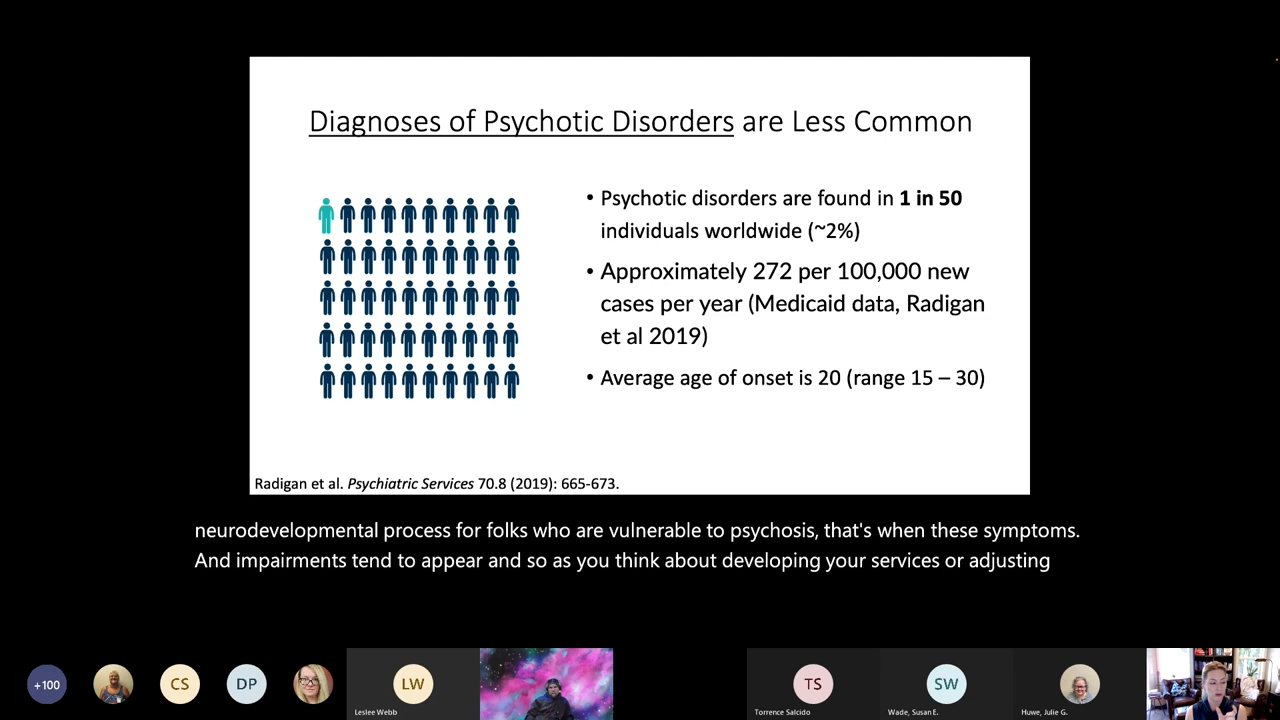 Diagnoses of Psychotic Disorders are Less Common
• Psychotic disorders are found in 1 in 50
individuals worldwide (~2%)
• Approximately 272 per 100,000 new
cases per year (Medicaid data, Radigan
et al 2019)
• Average age of onset is 20 (range 15 – 30)
Radigan et al. Psychiatric Services 70.8 (2019): 665-673.
neurodevelopmental process for folks who are vulnerable to psychosis, that's when these symptoms.
And impairments tend to appear and so as you think about developing your services or adjusting
+100
CS
DP
LW
TS
SW
Leslee Webb
Torrence Salcido
Wade, Susan E.
Huwe, Julie G.